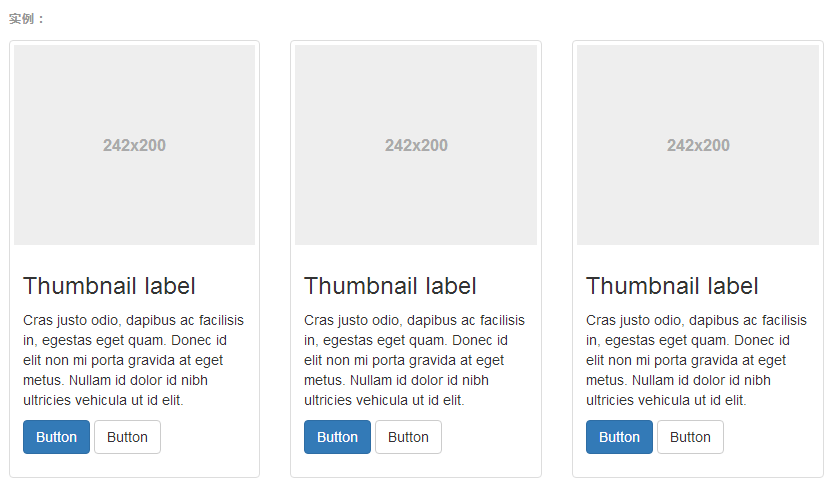 实例：
242x200
242x200
242x200
Thumbnail label
Cras justo odio, dapibus ac facilisis
in, egestas eget quam. Donec id
elit non mi porta gravida at eget
metus. Nullam id dolor id nibh
ultricies vehicula ut id elit.
Button
Button
Thumbnail label
Cras justo odio, dapibus ac facilisis
in, egestas eget quam. Donec id
elit non mi porta gravida at eget
metus. Nullam id dolor id nibh
ultricies vehicula ut id elit.
Button
Button
Thumbnail label
Cras justo odio, dapibus ac facilisis
in, egestas eget quam. Donec id
elit non mi porta gravida at eget
metus. Nullam id dolor id nibh
ultricies vehicula ut id elit.
Button
Button